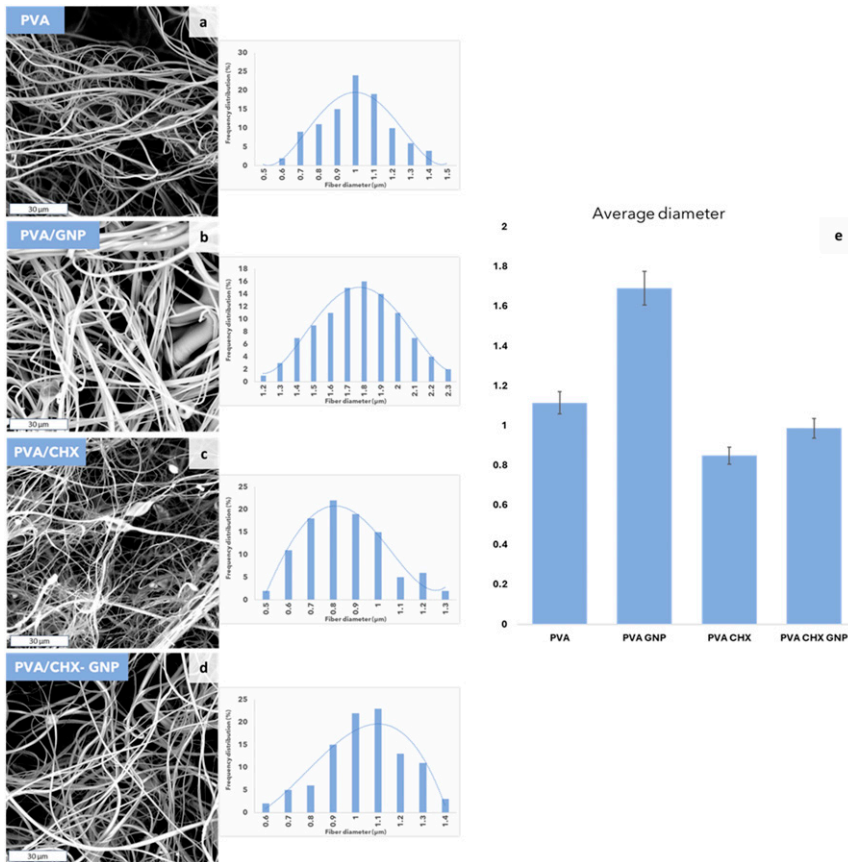 PVA
a
30 µm
Frequency distribution (%)
30
25
20
15
10
5
0
0.5 0.6 0.7 0.8 0.9 1 1.1 1.2 1.3 1.4 1.5
Fiber diameter (µm)
PVA/GNP
b
30 µm
Frequency distribution (%)
18
16
14
12
10
8
6
4
2
0
1.2 1.3 1.4 1.5 1.6 1.7 1.8 1.9 2 2.1 2.2 2.3
Fiber diameter (µm)
PVA/CHX
c
30 µm
Frequency distribution (%)
25
20
15
10
5
0
0.5 0.6 0.7 0.8 0.9 1 1.1 1.2 1.3
Fiber diameter (µm)
PVA/CHX- GNP
d
30 µm
Frequency distribution (%)
25
20
15
10
5
0
0.6 0.7 0.8 0.9 1 1.1 1.2 1.3 1.4
Fiber diameter (µm)
Average diameter
e
2
1.8
1.6
1.4
1.2
1
0.8
0.6
0.4
0.2
0
PVA PVA GNP PVA CHX PVA CHX GNP